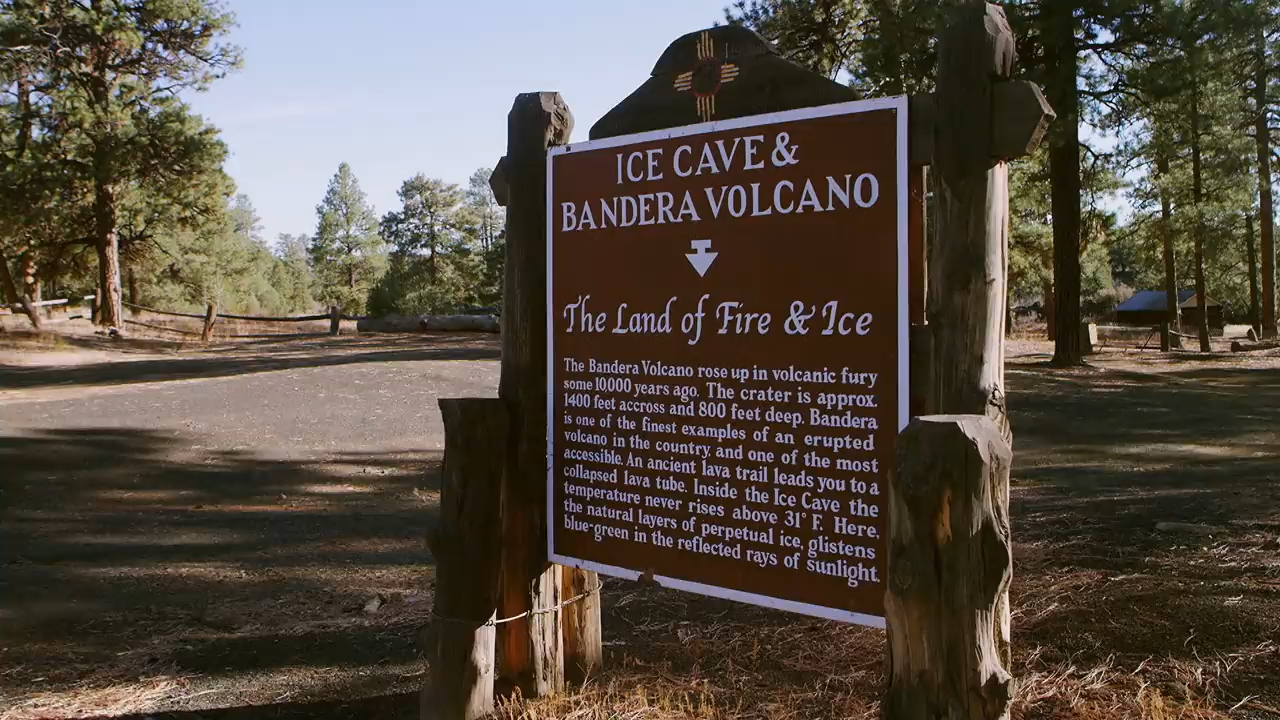 ICE CAVE &
BANDERA VOLCANO
The Land of Fire & Ice
The Bandera Volcano rose up in volcanic fury
some 10,000 years ago. The crater is approx.
1400 feet accross and 800 feet deep. Bandera
is one of the finest examples of an erupted
volcano in the country, and one of the most
accessible. An ancient lava trail leads you to a
collapsed lava tube. Inside the Ice Cave the
temperature never rises above 31° F. Here,
the natural layers of perpetual ice, glistens
blue-green in the reflected rays of sunlight.